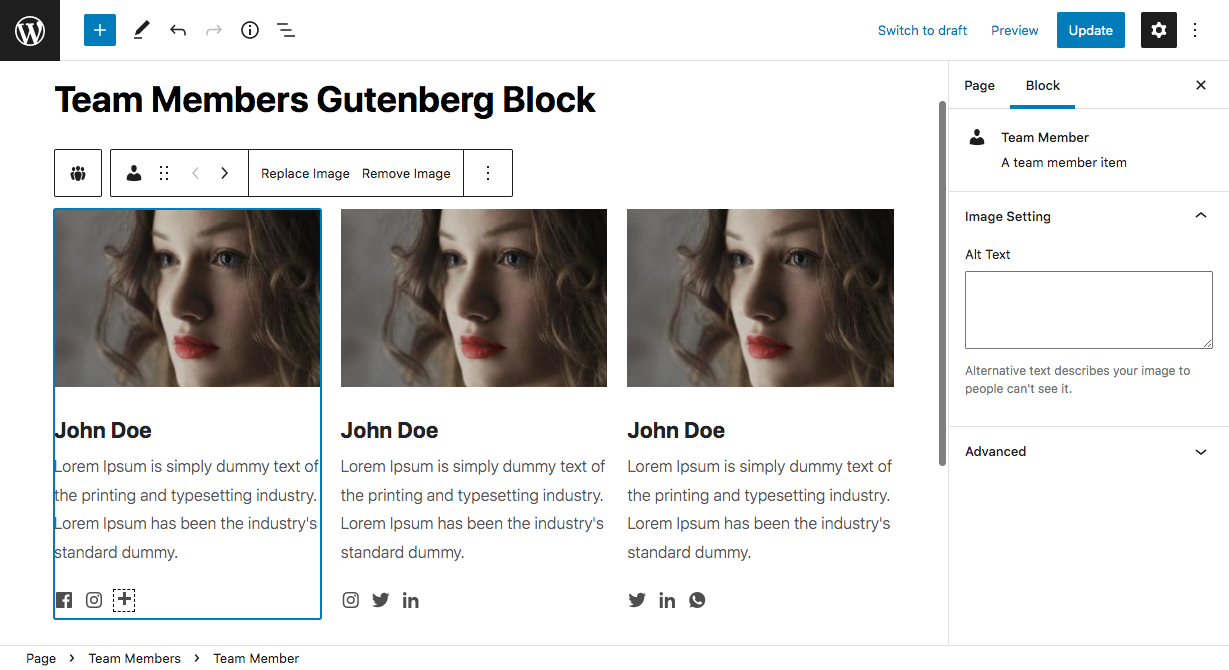 Switch to draft
Preview
Update
Team Members Gutenberg Block
Replace Image
Remove Image
John Doe
Lorem Ipsum is simply dummy text of
the printing and typesetting industry.
Lorem Ipsum has been the industry's
standard dummy.
John Doe
Lorem Ipsum is simply dummy text of
the printing and typesetting industry.
Lorem Ipsum has been the industry's
standard dummy.
John Doe
Lorem Ipsum is simply dummy text of
the printing and typesetting industry.
Lorem Ipsum has been the industry's
standard dummy.
Page
Block
Team Member
A team member item
Image Setting
Alt Text
Alternative text describes your image to
people can't see it.
Advanced
Page > Team Members > Team Member